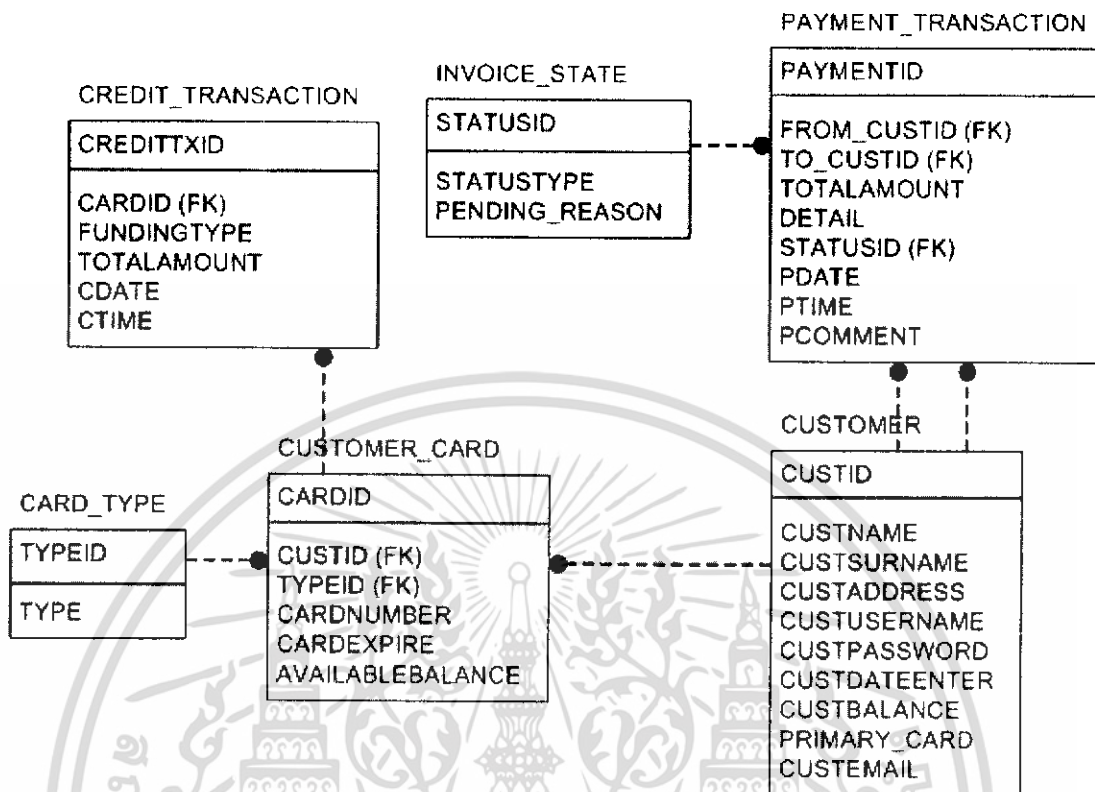 PAYMENT_TRANSACTION
PAYMENTID
FROM_CUSTID (FK)
TO_CUSTID (FK)
TOTALAMOUNT
DETAIL
STATUSID (FK)
PDATE
PTIME
PCOMMENT
INVOICE_STATE
STATUSID
STATUSTYPE
PENDING_REASON
CREDIT_TRANSACTION
CREDITTXID
CARDID (FK)
FUNDINGTYPE
TOTALAMOUNT
CDATE
CTIME
CUSTOMER_CARD
CARDID
CUSTID (FK)
TYPEID (FK)
CARDNUMBER
CARDEXPIRE
AVAILABLEBALANCE
CARD_TYPE
TYPEID
TYPE
CUSTOMER
CUSTID
CUSTNAME
CUSTSURNAME
CUSTADDRESS
CUSTUSERNAME
CUSTPASSWORD
CUSTDATEENTER
CUSTBALANCE
PRIMARY_CARD
CUSTEMAIL